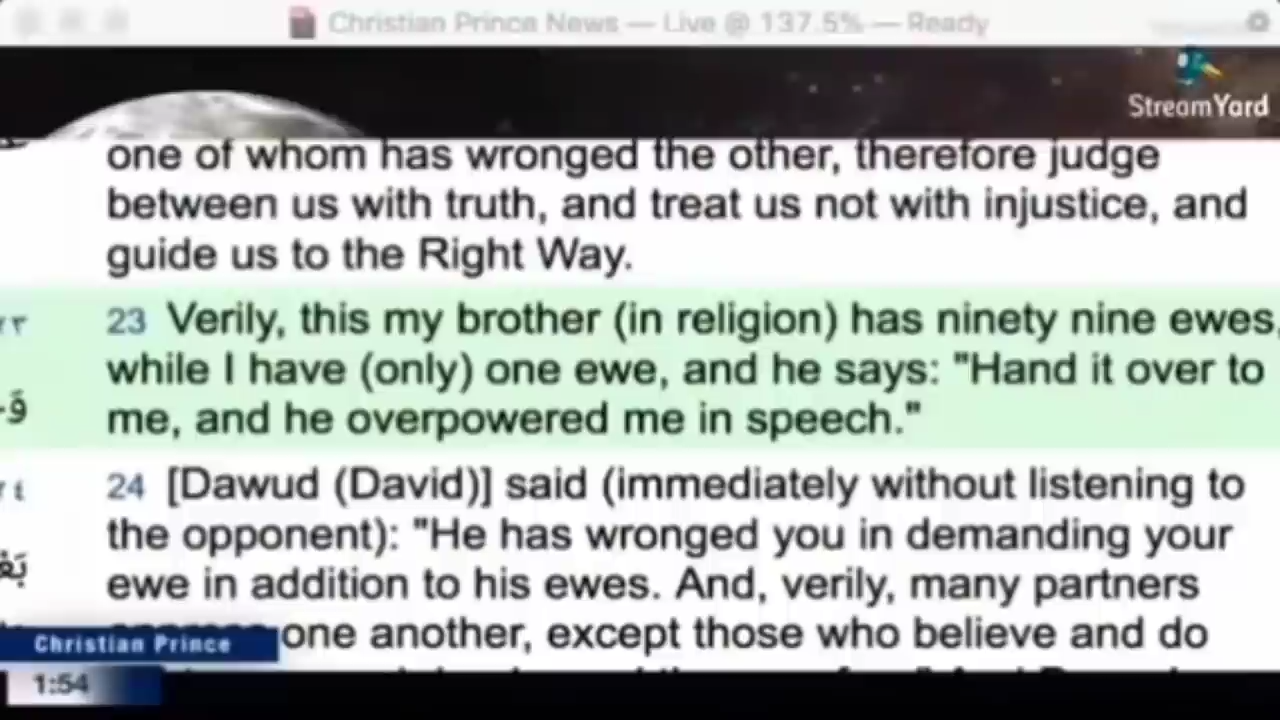 Christian Prince News — Live @ 137.5% — Ready
StreamYard
one of whom has wronged the other, therefore judge
between us with truth, and treat us not with injustice, and
guide us to the Right Way.
٢٣ 23 Verily, this my brother (in religion) has ninety nine ewes,
while I have (only) one ewe, and he says: "Hand it over to
me, and he overpowered me in speech."
24 [Dawud (David)] said (immediately without listening to
the opponent): "He has wronged you in demanding your
ewe in addition to his ewes. And, verily, many partners
one another, except those who believe and do
Christian Prince
1:54